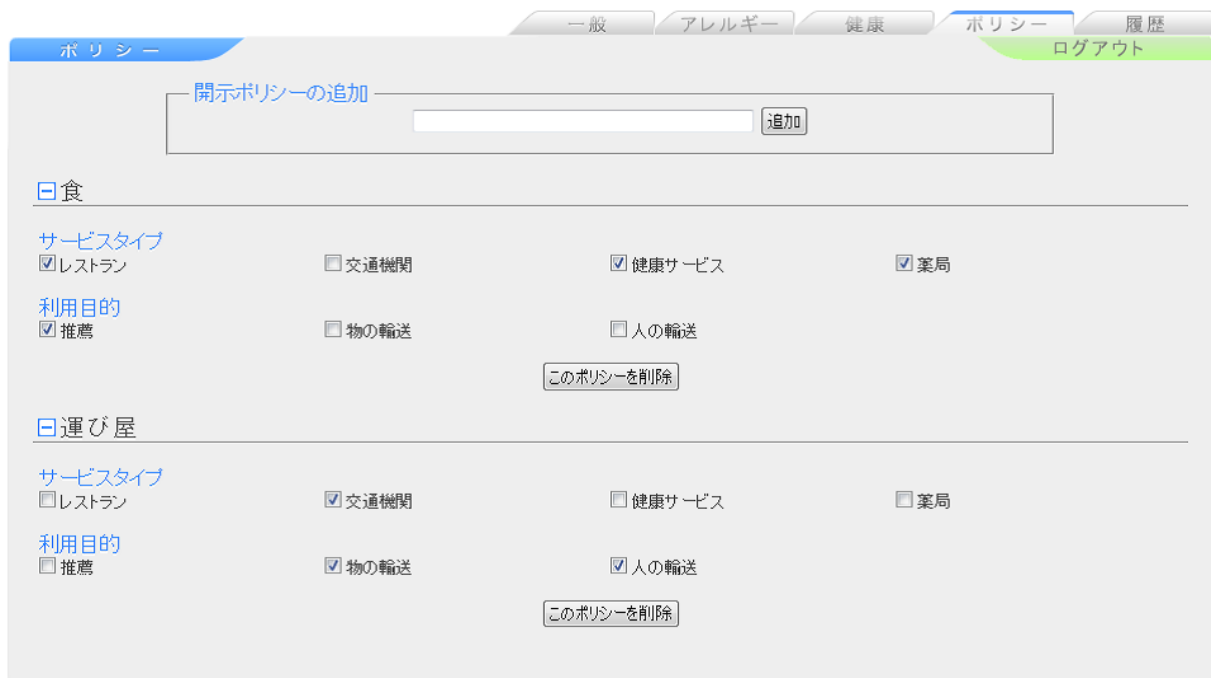 一般 アレルギー 健康 ポリシー 履歴
ポリシー ログアウト
開示ポリシーの追加
追加
食
サービスタイプ
レストラン 交通機関 健康サービス 薬局
利用目的
推薦 物の輸送 人の輸送
このポリシーを削除
運び屋
サービスタイプ
レストラン 交通機関 健康サービス 薬局
利用目的
推薦 物の輸送 人の輸送
このポリシーを削除